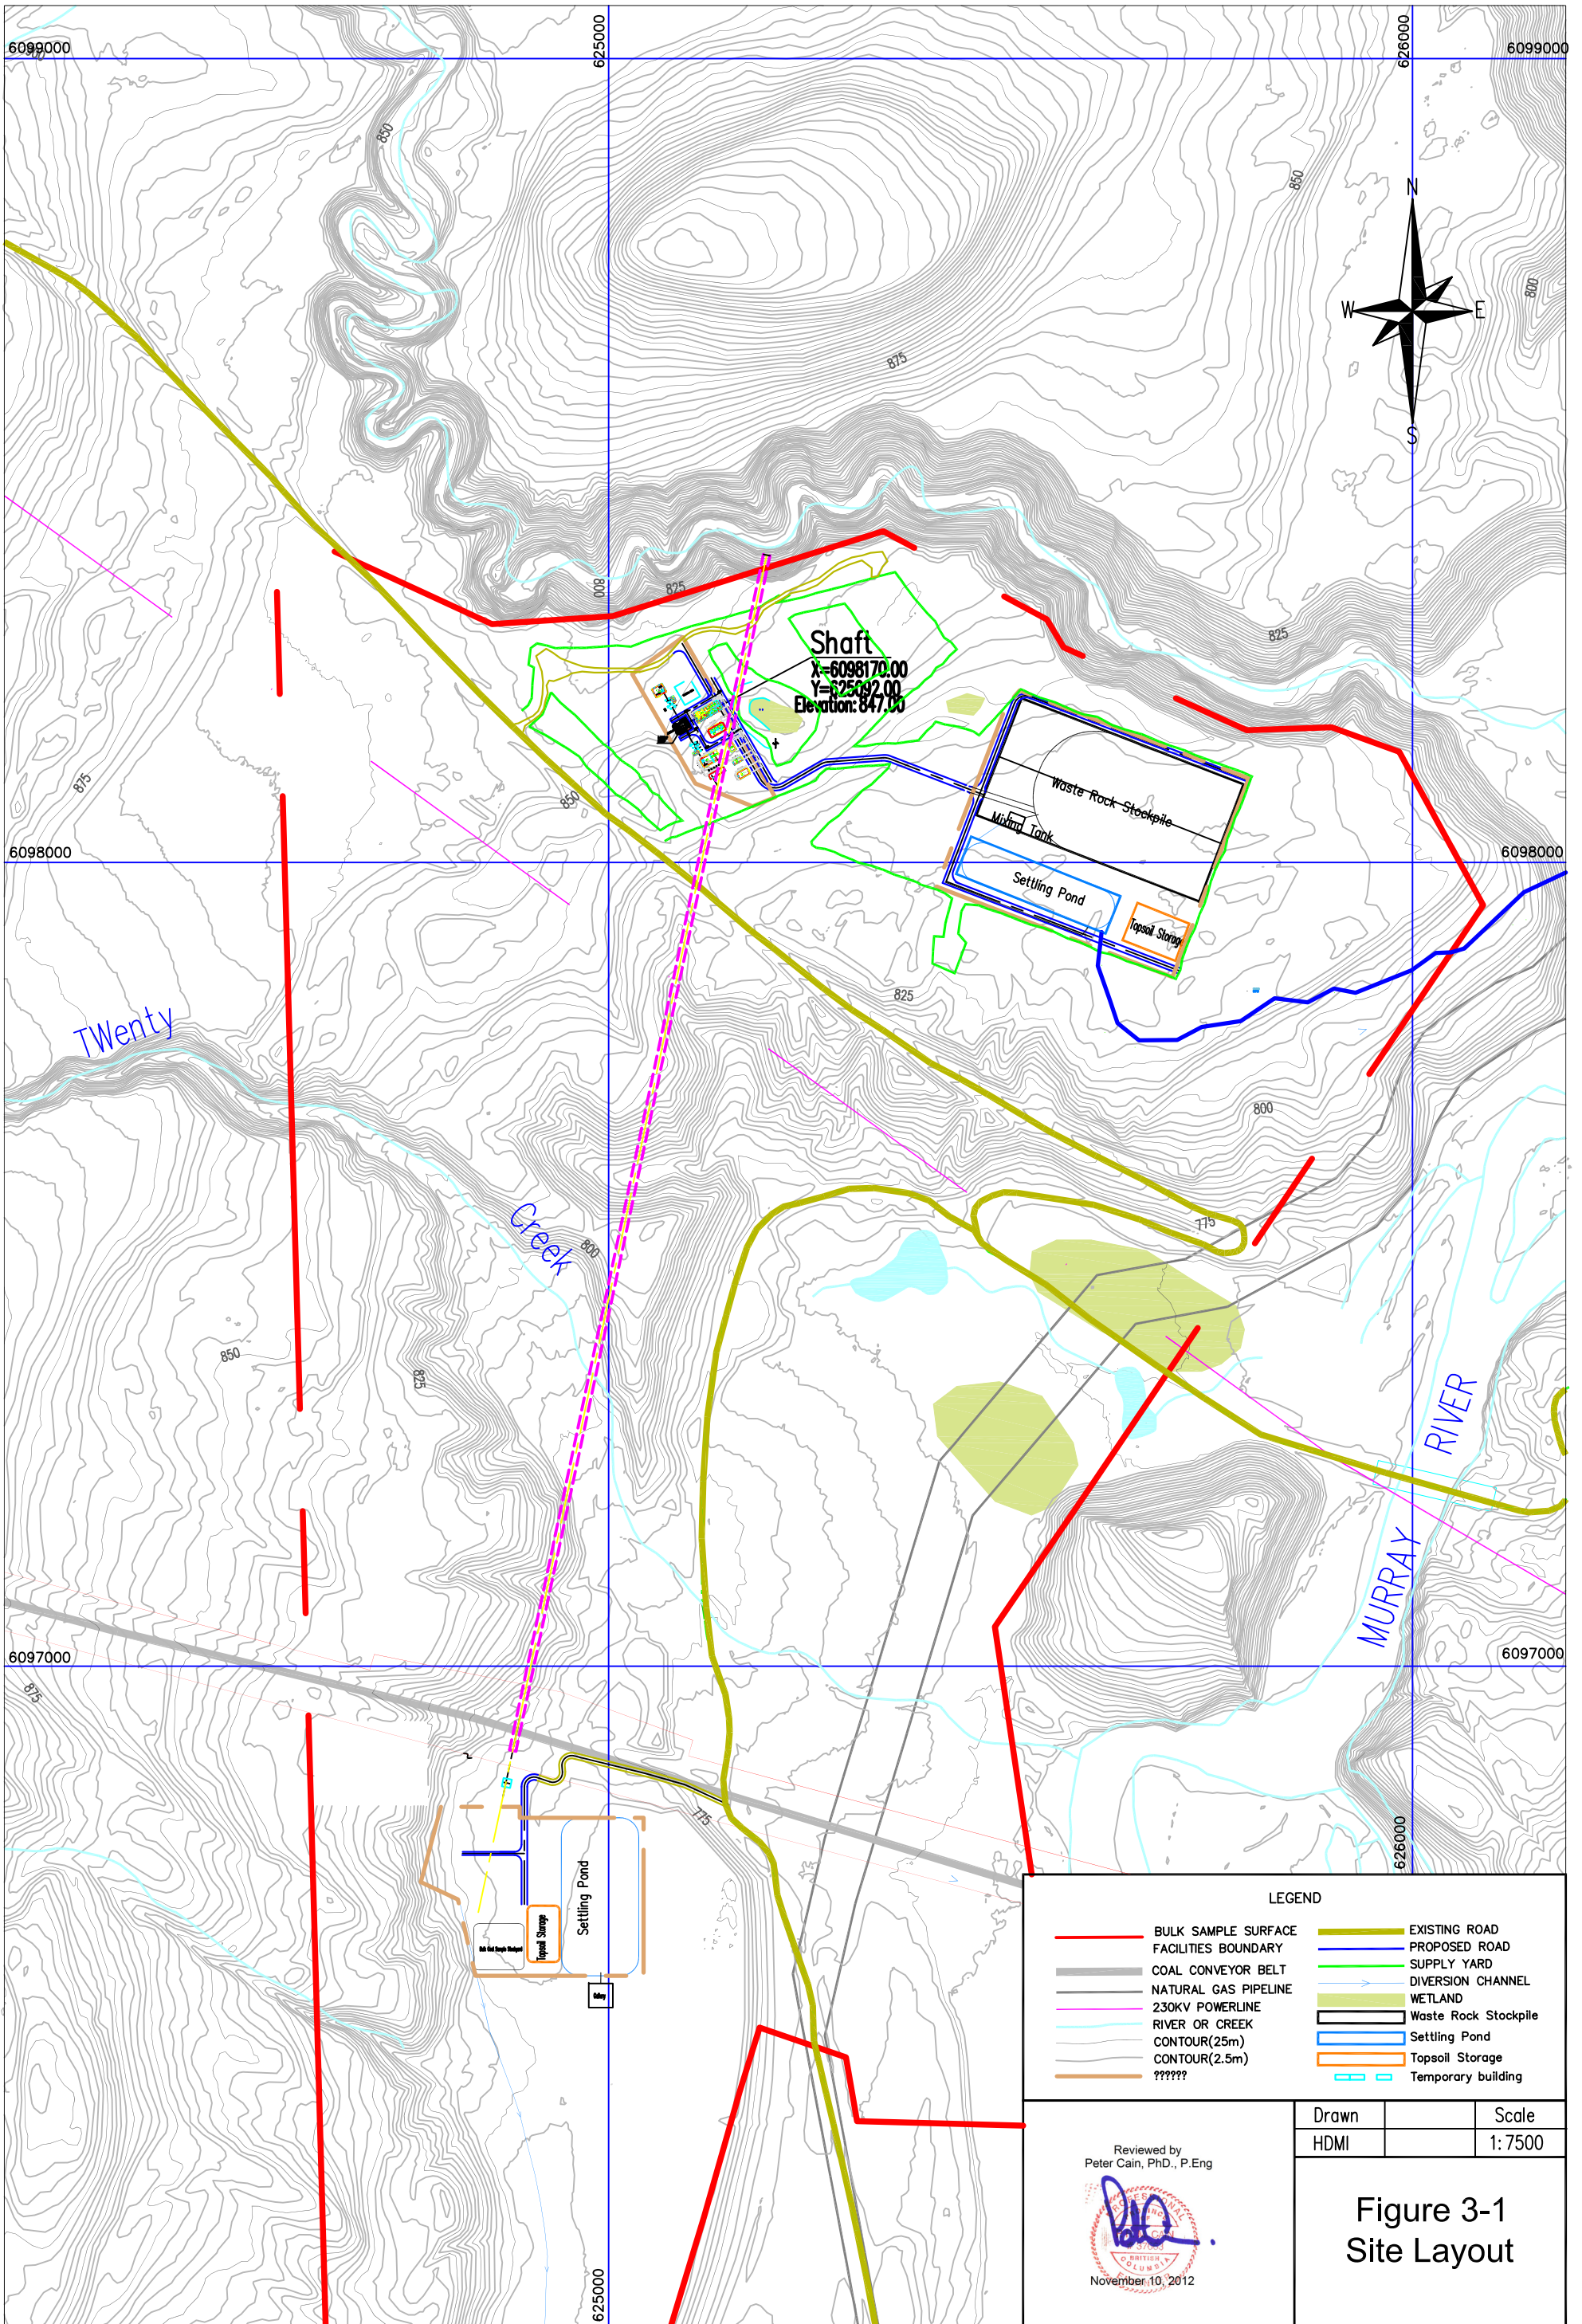 6099000
900
625000
626000
6099000
850
850
N
W
E
S
800
875
800
825
825
Shaft
X=6098170.00
Y=625092.00
Elevation: 847.00
875
850
Waste Rock Stockpile
Mixing Tank
Settling Pond
Topsoil Storage
6098000
6098000
825
TWenty
Creek
800
800
775
850
825
RIVER
MURRAY
6097000
6097000
875
775
626000
Settling Pond
Topsoil Storage
625000
LEGEND
BULK SAMPLE SURFACE
FACILITIES BOUNDARY
COAL CONVEYOR BELT
NATURAL GAS PIPELINE
230KV POWERLINE
RIVER OR CREEK
CONTOUR(25m)
CONTOUR(2.5m)
??????
EXISTING ROAD
PROPOSED ROAD
SUPPLY YARD
DIVERSION CHANNEL
WETLAND
Waste Rock Stockpile
Settling Pond
Topsoil Storage
Temporary building
Reviewed by
Peter Cain, PhD., P.Eng
PROFESSIONAL
BRITISH
COLUMBIA
November 10, 2012
Drawn Scale
HDMI 1:7500
Figure 3-1
Site Layout